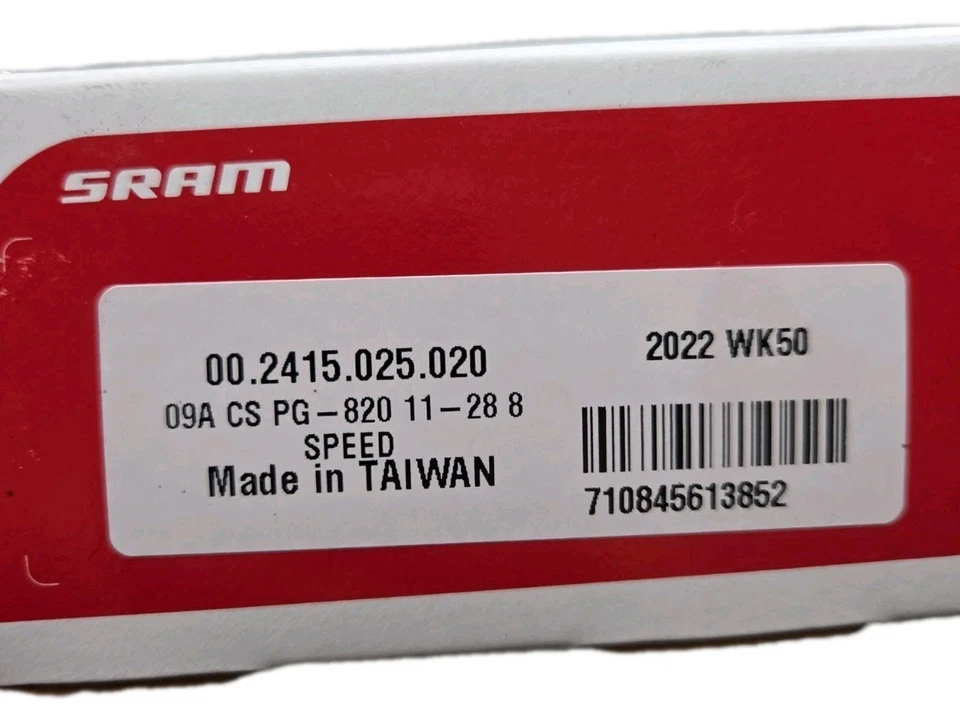 SRAM
00.2415.025.020
2022 WK50
09A CS PG-820 11-28 8
SPEED
Made in TAIWAN
710845613852